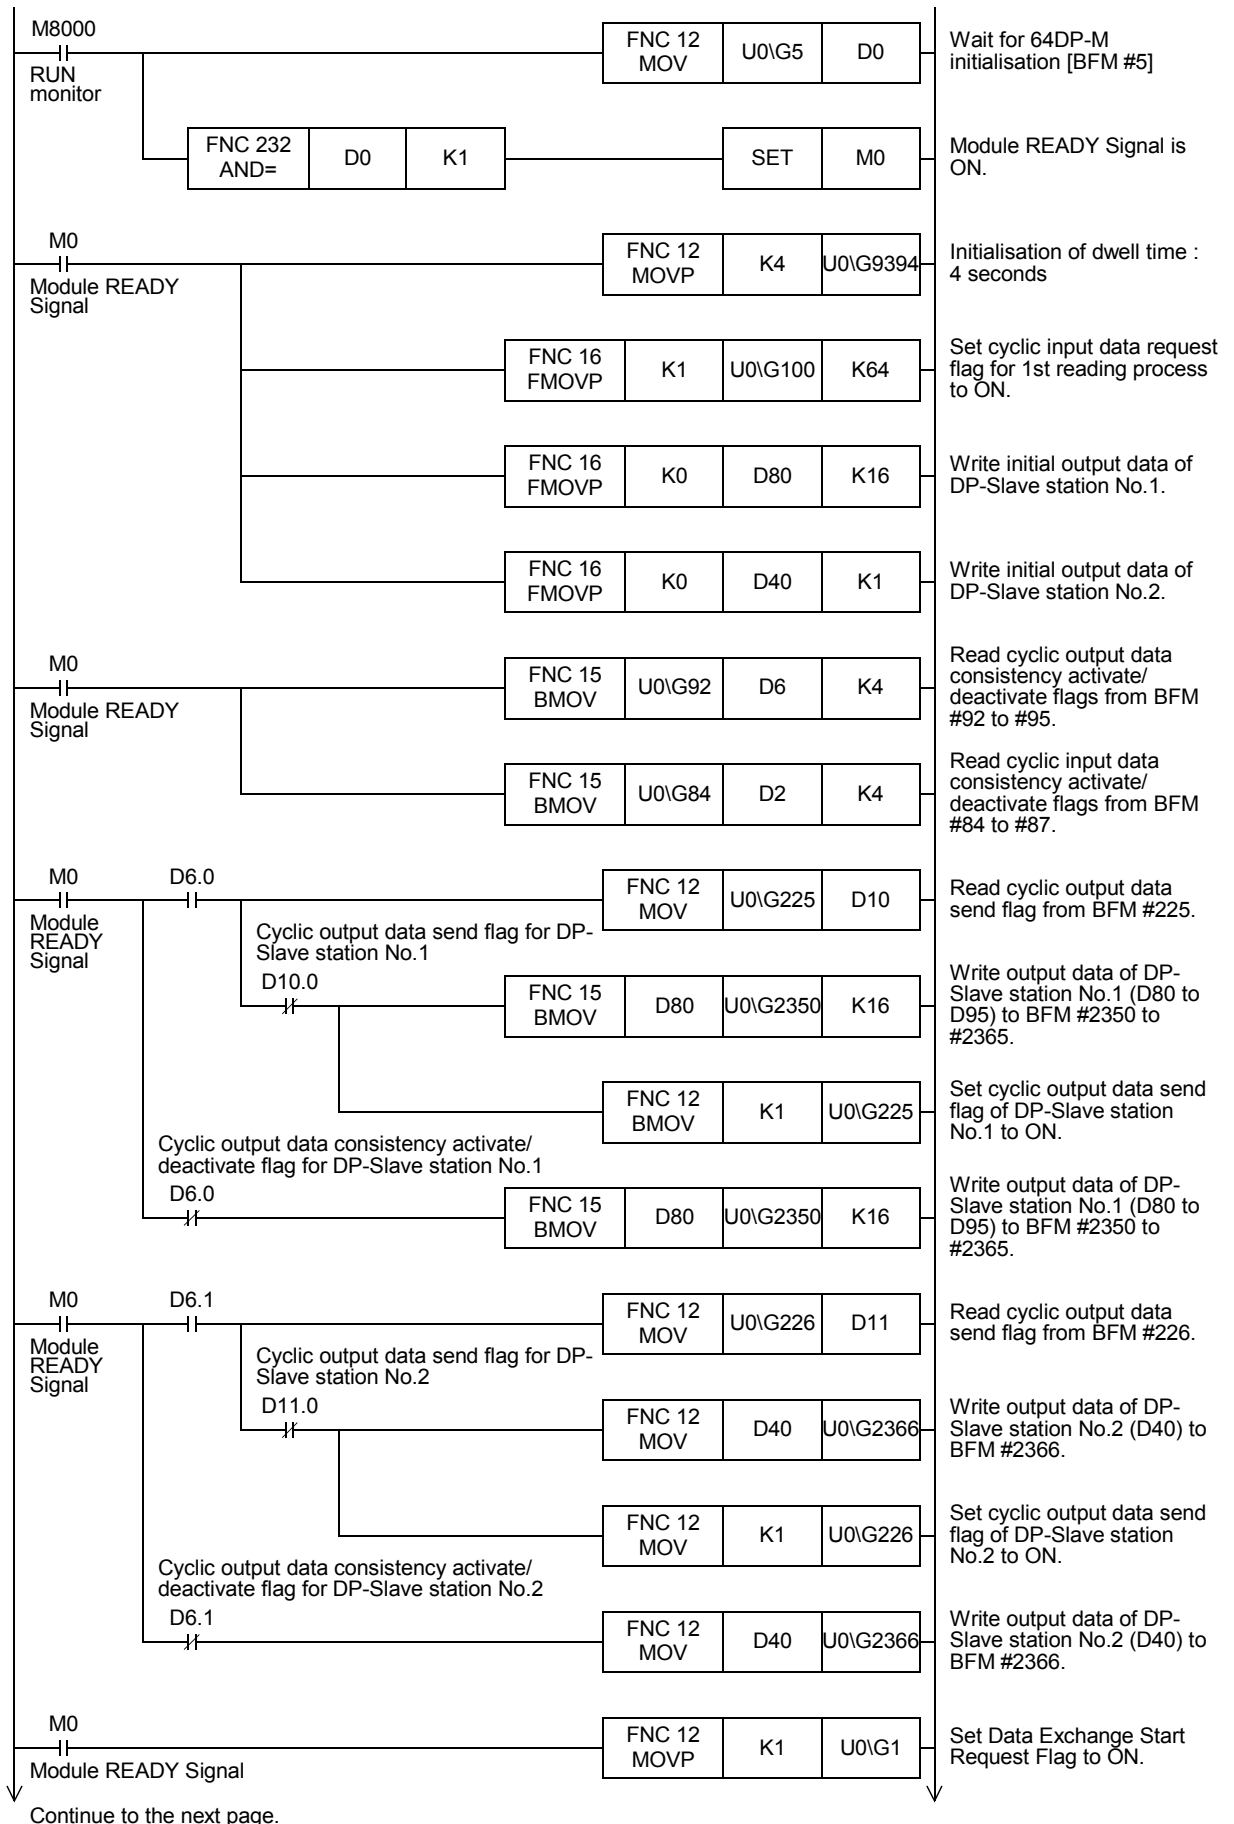 M8000
RUN
monitor
FNC 12
MOV
U0\G5
D0
Wait for 64DP-M
initialisation [BFM #5]
FNC 232
AND=
D0
K1
SET
M0
Module READY Signal is
ON.
M0
Module READY
Signal
FNC 12
MOVP
K4
U0\G9394
Initialisation of dwell time :
4 seconds
FNC 16
FMOVP
K1
U0\G100
K64
Set cyclic input data request
flag for 1st reading process
to ON.
FNC 16
FMOVP
K0
D80
K16
Write initial output data of
DP-Slave station No.1.
FNC 16
FMOVP
K0
D40
K1
Write initial output data of
DP-Slave station No.2.
M0
Module READY
Signal
FNC 15
BMOV
U0\G92
D6
K4
Read cyclic output data
consistency activate/
deactivate flags from BFM
#92 to #95.
FNC 15
BMOV
U0\G84
D2
K4
Read cyclic input data
consistency activate/
deactivate flags from BFM
#84 to #87.
M0
Module
READY
Signal
D6.0
FNC 12
MOV
U0\G225
D10
Read cyclic output data
send flag from BFM #225.
Cyclic output data send flag for DP-
Slave station No.1
D10.0
FNC 15
BMOV
D80
U0\G2350
K16
Write output data of DP-
Slave station No.1 (D80 to
D95) to BFM #2350 to
#2365.
FNC 12
BMOV
K1
U0\G225
Set cyclic output data send
flag of DP-Slave station
No.1 to ON.
Cyclic output data consistency activate/
deactivate flag for DP-Slave station No.1
D6.0
FNC 15
BMOV
D80
U0\G2350
K16
Write output data of DP-
Slave station No.1 (D80 to
D95) to BFM #2350 to
#2365.
M0
Module
READY
Signal
D6.1
FNC 12
MOV
U0\G226
D11
Read cyclic output data
send flag from BFM #226.
Cyclic output data send flag for DP-
Slave station No.2
D11.0
FNC 12
MOV
D40
U0\G2366
Write output data of DP-
Slave station No.2 (D40) to
BFM #2366.
FNC 12
MOV
K1
U0\G226
Set cyclic output data send
flag of DP-Slave station
No.2 to ON.
Cyclic output data consistency activate/
deactivate flag for DP-Slave station No.2
D6.1
FNC 12
MOV
D40
U0\G2366
Write output data of DP-
Slave station No.2 (D40) to
BFM #2366.
M0
Module READY Signal
FNC 12
MOVP
K1
U0\G1
Set Data Exchange Start
Request Flag to ON.
Continue to the next page.